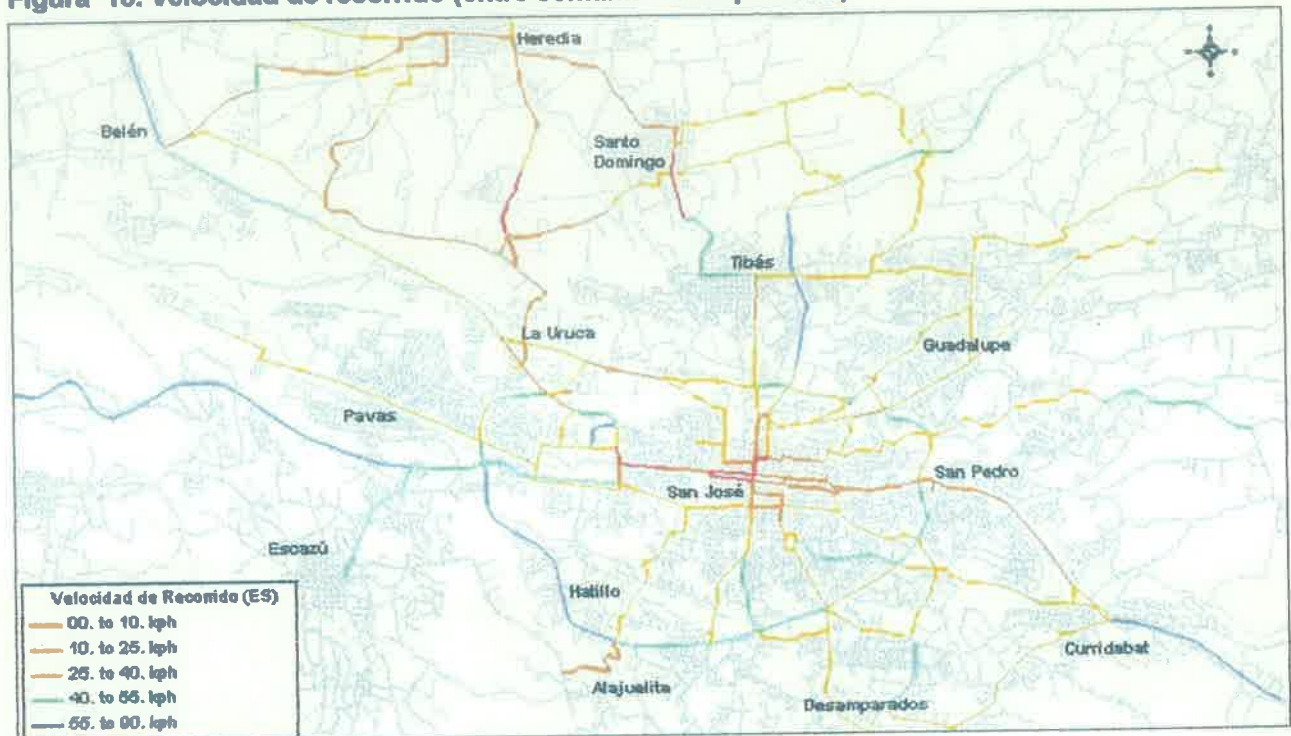 Heredia
Belén
Santo
Domingo
Tibás
La Uruca
Guadalupe
Pavas
San Pedro
San José
Escazú
Hatillo
Curridabat
Alajuelita
Desamparados
Velocidad de Recorrido (ES)
00. to 10. kph
10. to 25. kph
25. to 40. kph
40. to 55. kph
55. to 90. kph